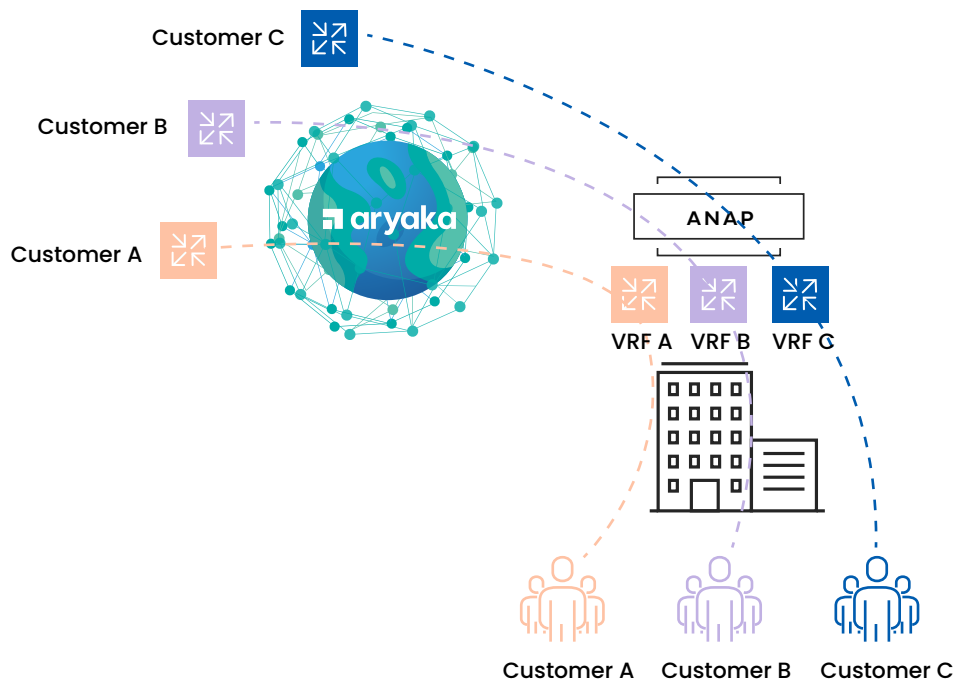 Customer C
Customer B
Customer A
aryaka
ANAP
VRF A
VRF B
VRF C
Customer A
Customer B
Customer C